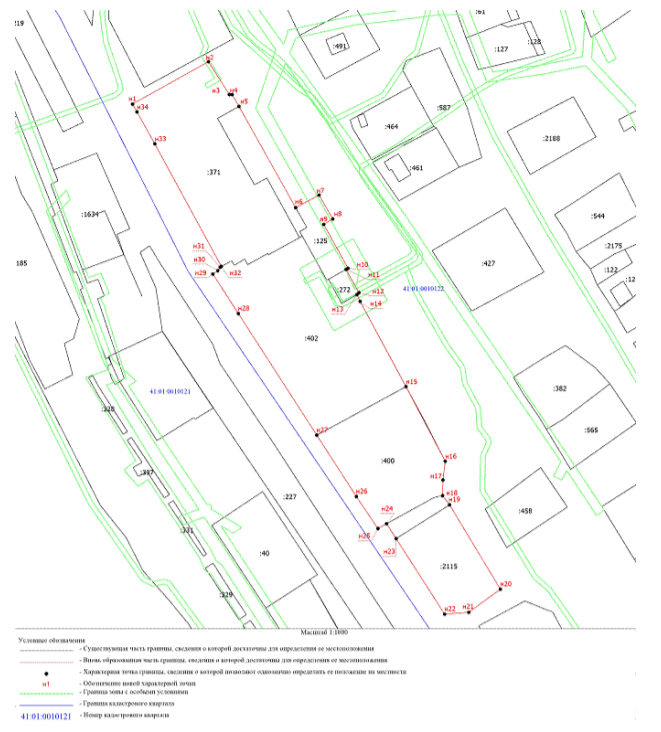 :219
:61
:128
:127
:491
н2
:587
н1
н3
н4
н5
н34
:464
:2188
н33
:461
:371
н7
н6
:1634
н8
:544
н9
:125
:2175
н31
:185
н30
н10
:427
:122
н29
н32
н11
:12
:272
н12
41:01:0010122
н13
н14
н28
:402
н15
:382
41:01:0010121
:328
н27
:565
:400
н16
:337
н17
н26
:227
н18
н19
н24
:458
:331
н25
н23
:40
:2115
:329
н20
н22
н21
Масштаб 1:1000
Условные обозначения
- Существующая часть границы, сведения о которой достаточны для определения ее местоположения
- Вновь образованная часть границы, сведения о которой достаточны для определения ее местоположения
- Характерная точка границы, сведения о которой позволяют однозначно определить ее положение на местности
н1 - Обозначение новой характерной точки
- Граница зоны с особыми условиями
- Граница кадастрового квартала
41:01:0010121 - Номер кадастрового квартала